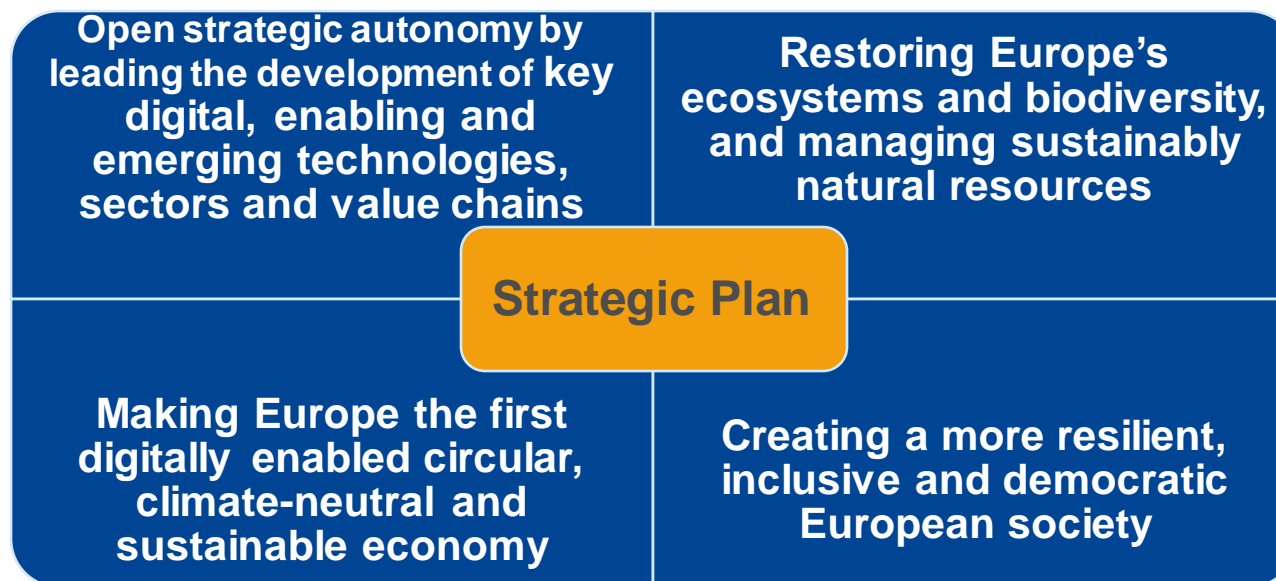 Open strategic autonomy by
leading the development of key
digital, enabling and
emerging technologies,
sectors and value chains
Restoring Europe’s
ecosystems and biodiversity,
and managing sustainably
natural resources
Strategic Plan
Making Europe the first
digitally enabled circular,
climate-neutral and
sustainable economy
Creating a more resilient,
inclusive and democratic
European society